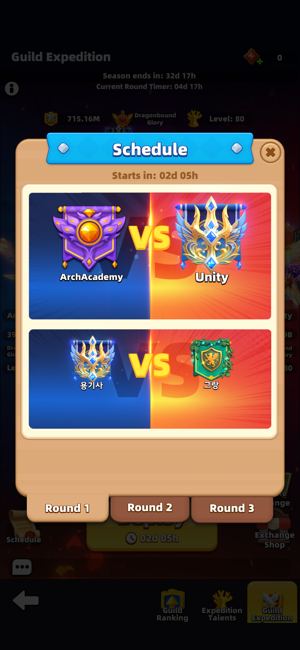 Guild Expedition
0
Season ends in: 32d 17h
Current Round Timer: 04d 17h
715.16M
Dragonbound
Glory
Level: 80
Schedule
Starts in: 02d 05h
VS
ArchAcademy
Unity
VS
용기사
그랑
Round 1
Round 2
Round 3
02d 05h
Schedule
Exchange
Shop
Guild
Ranking
Expedition
Talents
Guild
Expedition